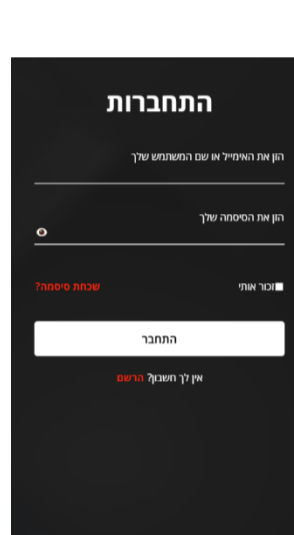 התחברות
הזן את האימייל או שם המשתמש שלך
הזן את הסיסמה שלך
זכור אותי
שכחת סיסמה?
התחבר
אין לך חשבון? הרשם